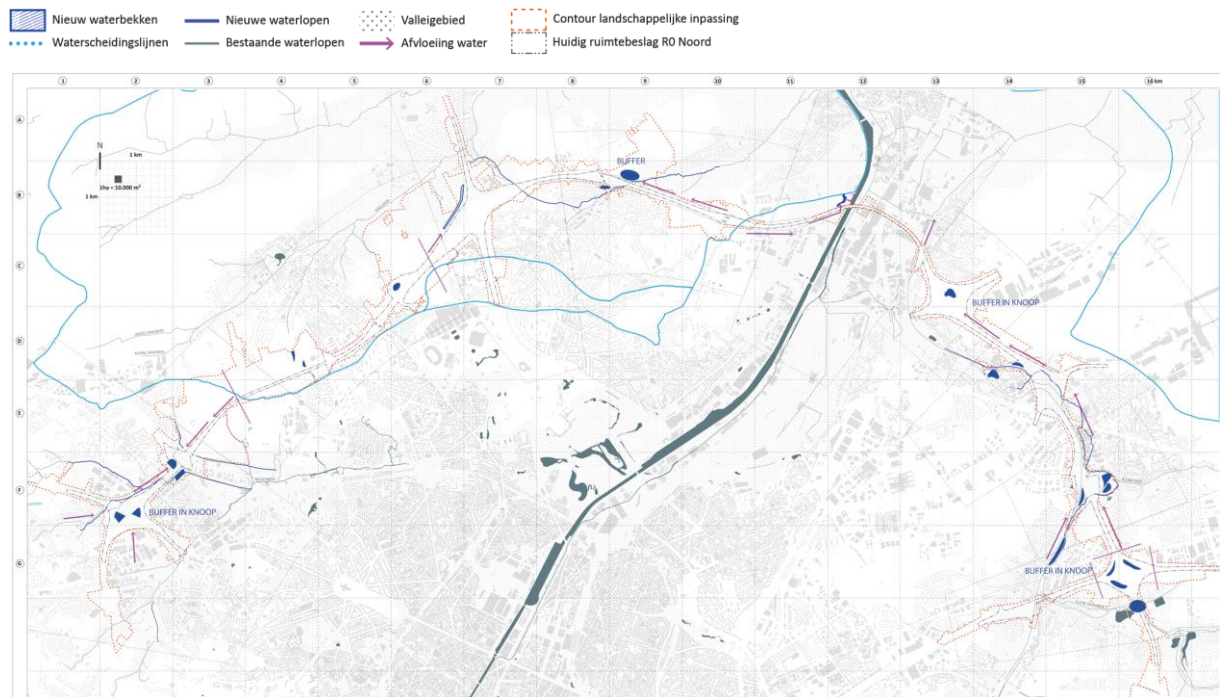 Nieuw waterbekken
Nieuwe waterlopen
Valleigebied
Contour landschappelijke inpassing
Waterscheidingslijnen
Bestaande waterlopen
Afvloeiing water
Huidig ruimtebeslag R0 Noord
1 2 3 4 5 6 7 8 9 10 11 12 13 14 15 16 km
A
N
1 km
BUFFER
1ha = 10.000 m²
B
1 km
C
BUFFER IN KNOOP
D
E
F
BUFFER IN KNOOP
G
BUFFER IN KNOOP